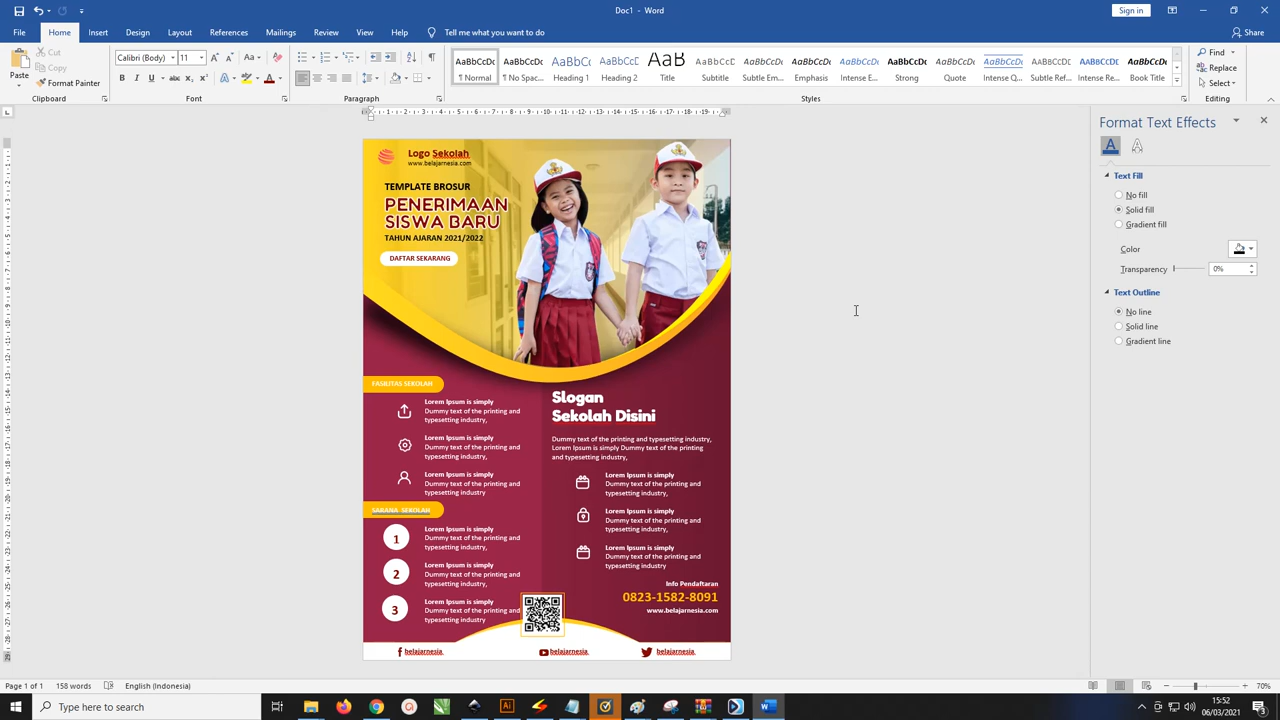 Doc1 - Word
Sign in
File
Home
Insert
Design
Layout
References
Mailings
Review
View
Help
Tell me what you want to do
Share
Paste
Cut
Copy
Format Painter
Clipboard
Calibri (Body)
11
Font
Paragraph
AaBbCcDc
¶ Normal
AaBbCcDc
¶ No Spac...
AaBbCc
Heading 1
AaBbCcD
Heading 2
AaB
Title
AaBbCcD
Subtitle
AaBbCcDc
Subtle Em...
AaBbCcDc
Emphasis
AaBbCcDc
Intense E...
AaBbCcDc
Strong
AaBbCcDc
Quote
AaBbCcDc
Intense Q...
AaBbCcDc
Subtle Ref...
AaBbCcDc
Intense Re...
AaBbCcDc
Book Title
Styles
Find
Replace
Select
Editing
Format Text Effects
Text Fill
No fill
Solid fill
Gradient fill
Color
Transparency
0%
Text Outline
No line
Solid line
Gradient line
Logo Sekolah
www.belajarnesia.com
TEMPLATE BROSUR
PENERIMAAN
SISWA BARU
TAHUN AJARAN 2021/2022
DAFTAR SEKARANG
FASILITAS SEKOLAH
Lorem Ipsum is simply
Dummy text of the printing and
typesetting industry,
Lorem Ipsum is simply
Dummy text of the printing and
typesetting industry,
Lorem Ipsum is simply
Dummy text of the printing and
typesetting industry
SARANA SEKOLAH
1
Lorem Ipsum is simply
Dummy text of the printing and
typesetting industry,
2
Lorem Ipsum is simply
Dummy text of the printing and
typesetting industry,
3
Lorem Ipsum is simply
Dummy text of the printing and
typesetting industry
Slogan
Sekolah Disini
Dummy text of the printing and typesetting industry,
Lorem Ipsum is simply Dummy text of the printing
and typesetting industry,
Lorem Ipsum is simply
Dummy text of the printing and
typesetting industry,
Lorem Ipsum is simply
Dummy text of the printing and
typesetting industry,
Lorem Ipsum is simply
Dummy text of the printing and
typesetting industry
Info Pendaftaran
0823-1582-8091
www.belajarnesia.com
belajarnesia
belajarnesia
belajarnesia
Page 1 of 1
158 words
English (Indonesia)
70%
Type here to search
15:52
06/02/2021